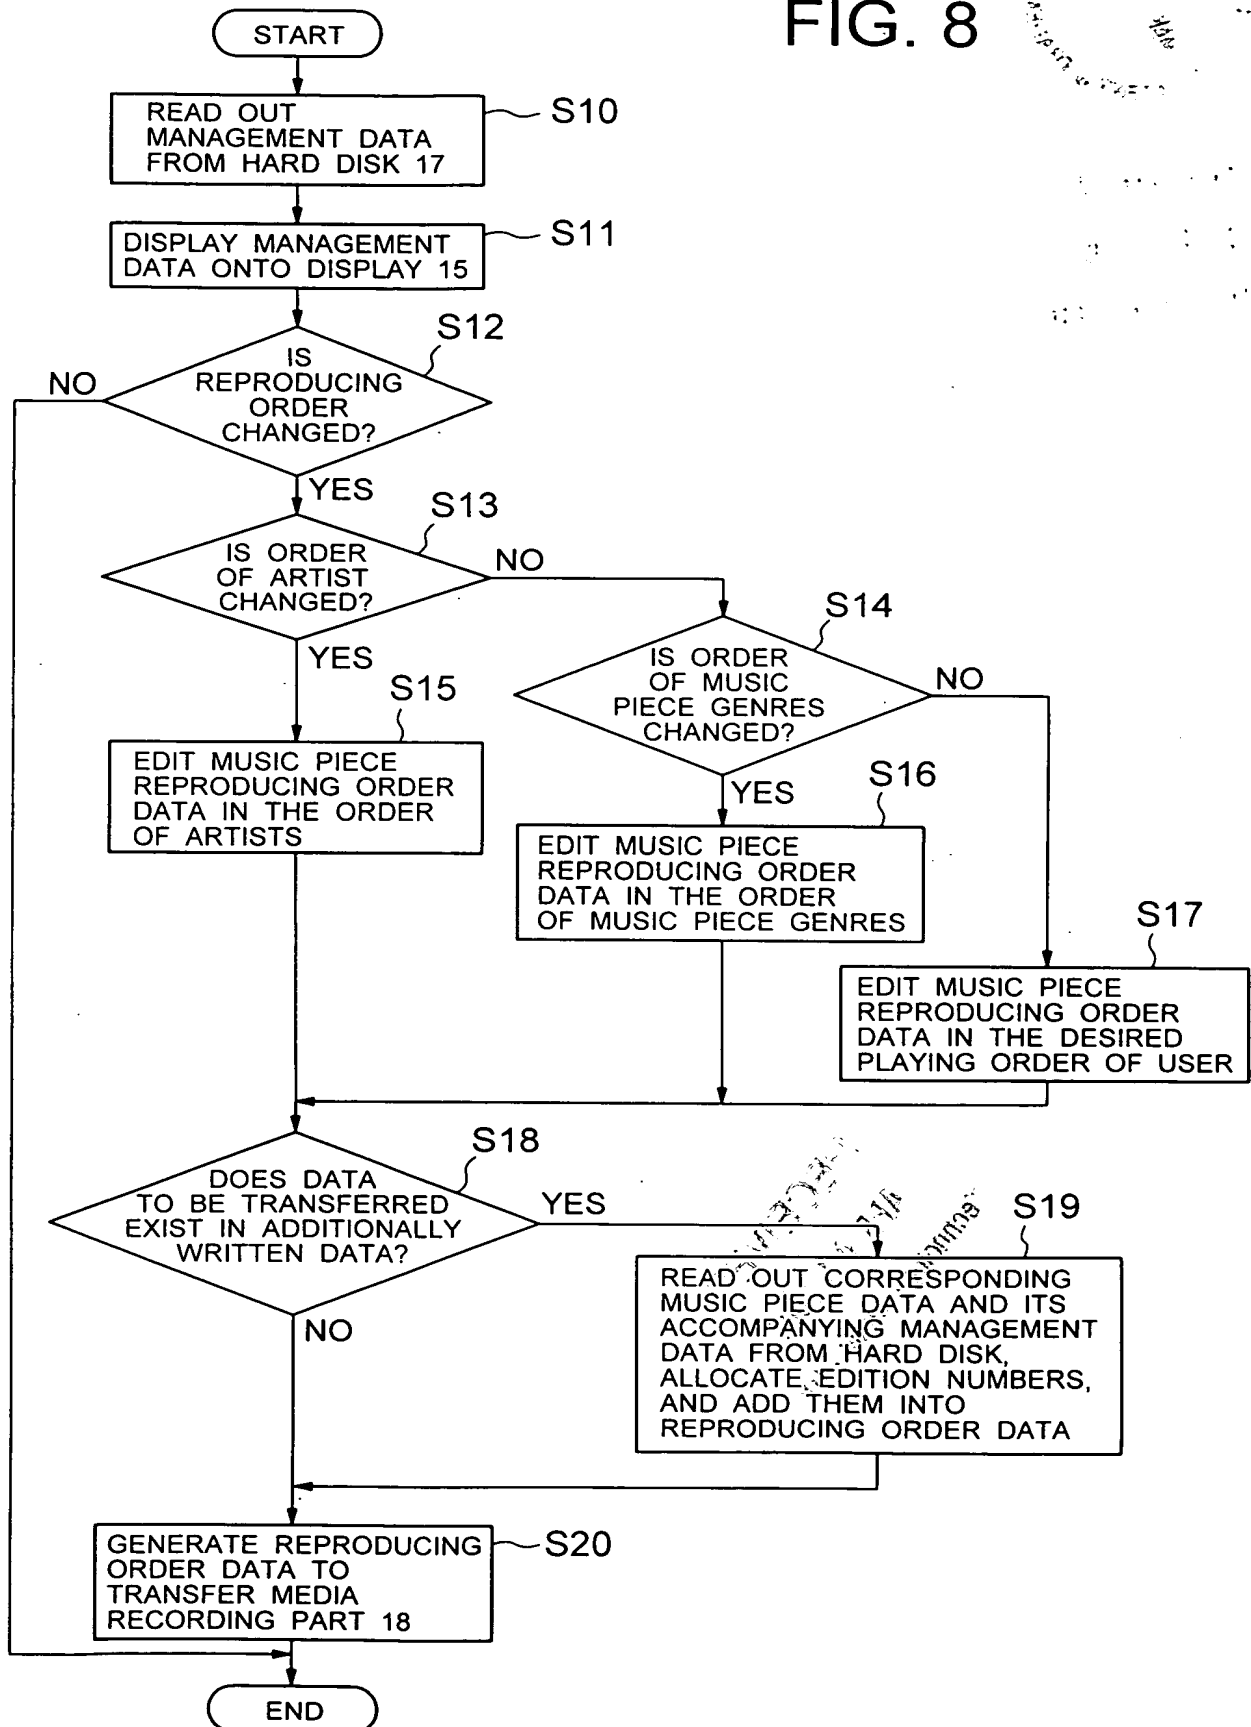 FIG. 8
START
READ OUT
MANAGEMENT DATA
FROM HARD DISK 17
S10
DISPLAY MANAGEMENT
DATA ONTO DISPLAY 15
S11
S12
IS
REPRODUCING
ORDER
CHANGED?
NO
YES
S13
IS ORDER
OF ARTIST
CHANGED?
NO
YES
S14
IS ORDER
OF MUSIC
PIECE GENRES
CHANGED?
NO
YES
S15
EDIT MUSIC PIECE
REPRODUCING ORDER
DATA IN THE ORDER
OF ARTISTS
S16
EDIT MUSIC PIECE
REPRODUCING ORDER
DATA IN THE ORDER
OF MUSIC PIECE GENRES
S17
EDIT MUSIC PIECE
REPRODUCING ORDER
DATA IN THE DESIRED
PLAYING ORDER OF USER
S18
DOES DATA
TO BE TRANSFERRED
EXIST IN ADDITIONALLY
WRITTEN DATA?
YES
NO
S19
READ OUT CORRESPONDING
MUSIC PIECE DATA AND ITS
ACCOMPANYING MANAGEMENT
DATA FROM HARD DISK,
ALLOCATE EDITION NUMBERS,
AND ADD THEM INTO
REPRODUCING ORDER DATA
GENERATE REPRODUCING
ORDER DATA TO
TRANSFER MEDIA
RECORDING PART 18
S20
END